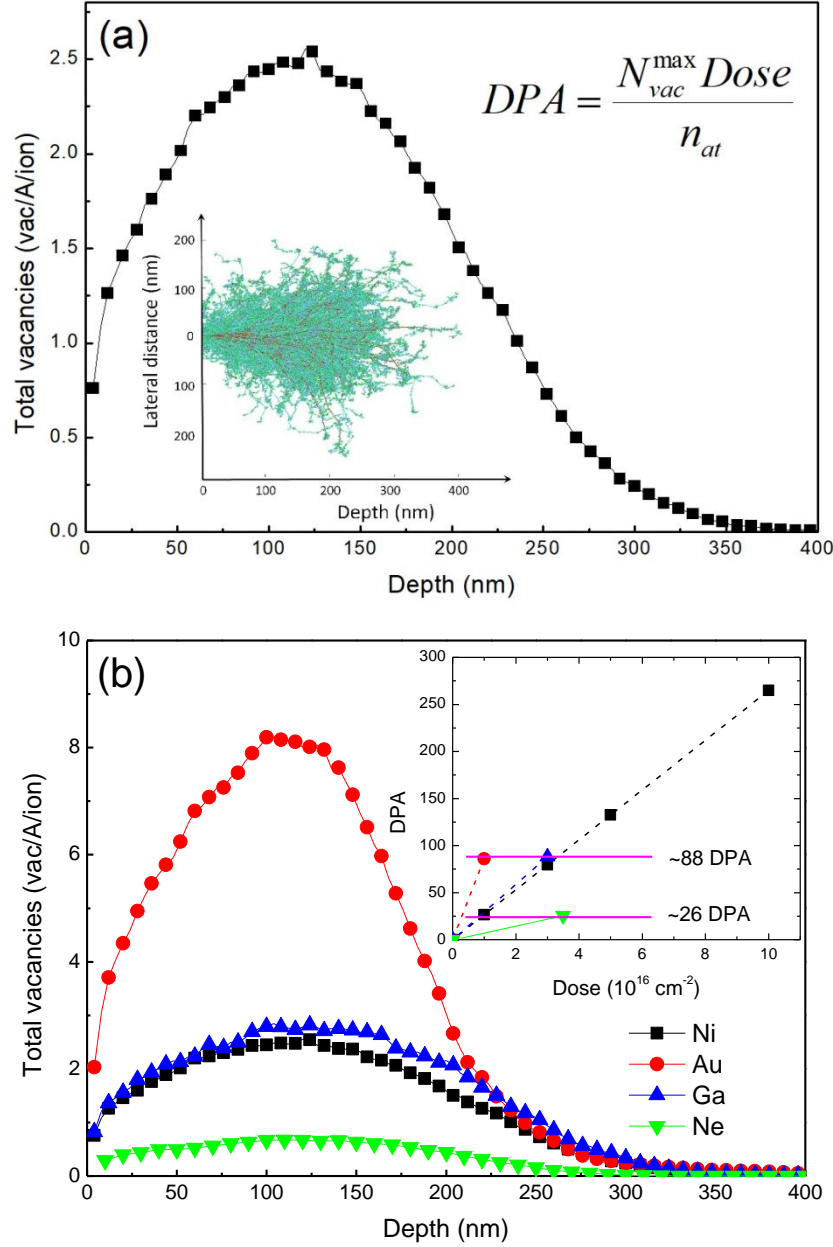 (a)
DPA = N_vac^max Dose / n_at
Total vacancies (vac/A/ion)
2.5
2.0
1.5
1.0
0.5
0.0
0 50 100 150 200 250 300 350 400
Depth (nm)
Lateral distance (nm)
200
100
0
100
200
0 100 200 300 400
Depth (nm)
(b)
Total vacancies (vac/A/ion)
10
8
6
4
2
0
0 50 100 150 200 250 300 350 400
Depth (nm)
DPA
300
250
200
150
100
50
0
0 2 4 6 8 10
Dose (10^16 cm^-2)
~88 DPA
~26 DPA
Ni
Au
Ga
Ne